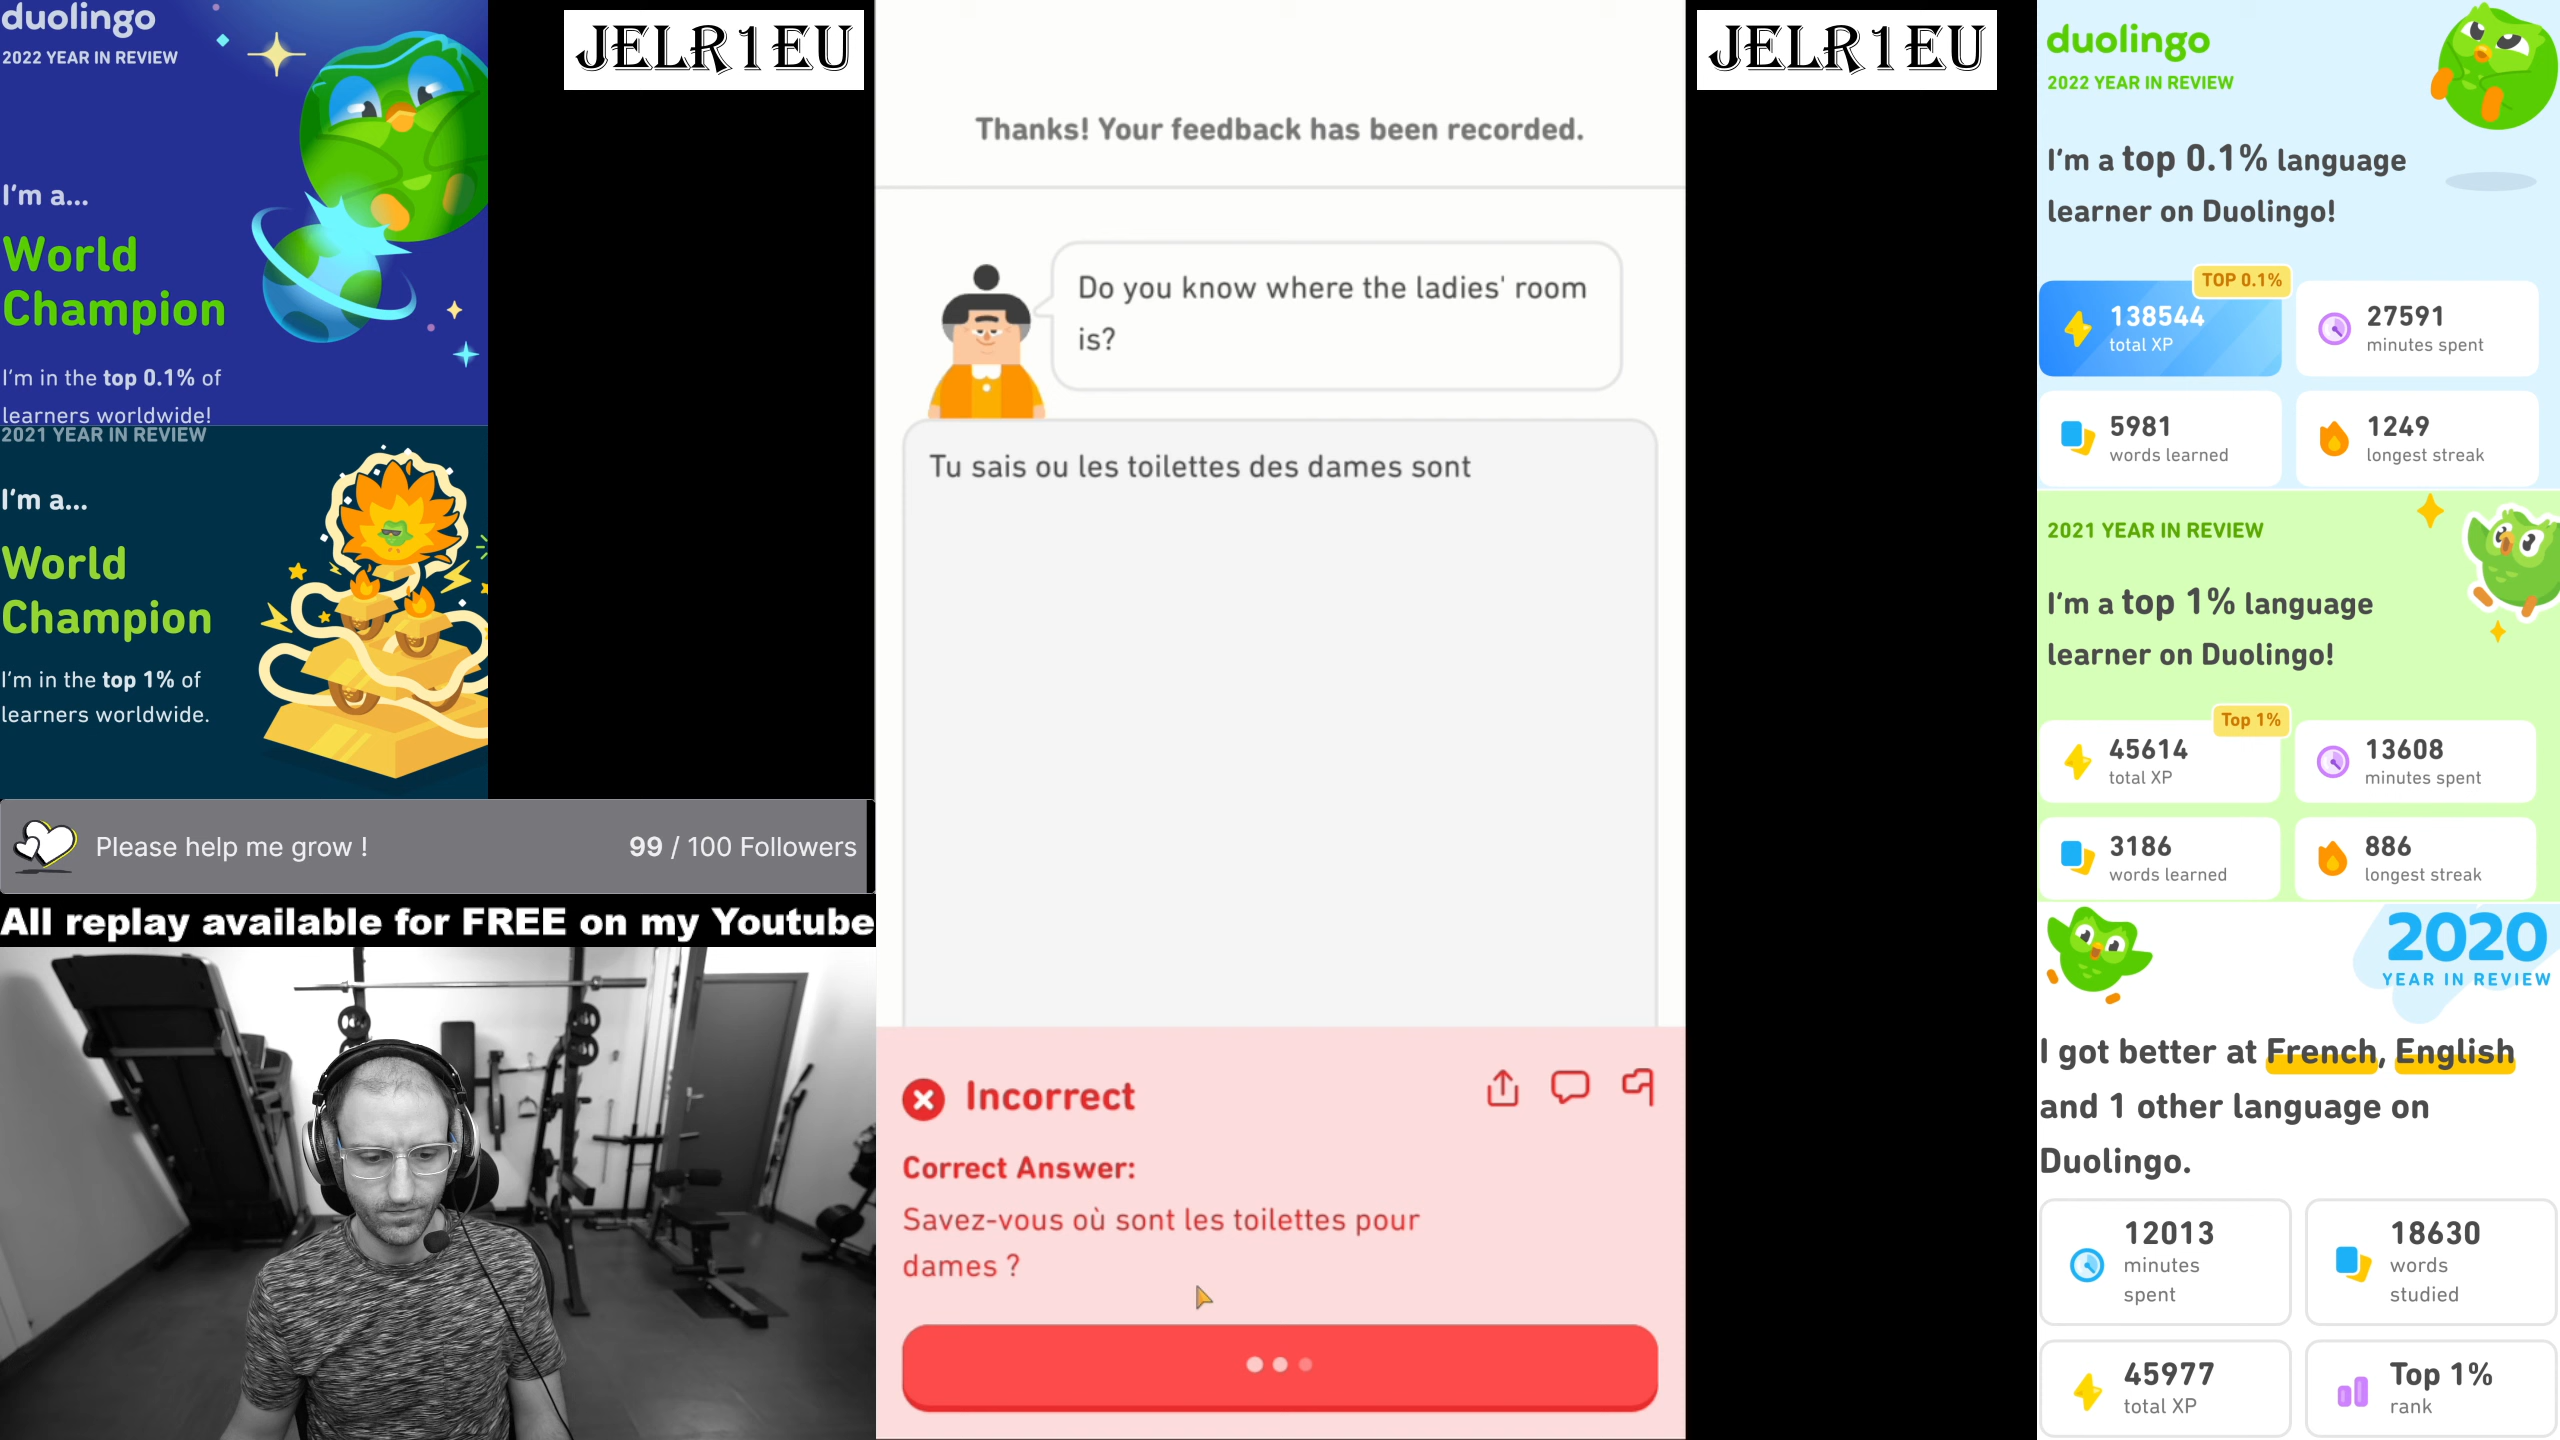 duolingo
2022 YEAR IN REVIEW
I'm a...
World
Champion
I'm in the top 0.1% of
learners worldwide!
2021 YEAR IN REVIEW
I'm a...
World
Champion
I'm in the top 1% of
learners worldwide.
Please help me grow !
99 / 100 Followers
All replay available for FREE on my Youtube
JELR1EU
Thanks! Your feedback has been recorded.
Do you know where the ladies' room
is?
Tu sais ou les toilettes des dames sont
Incorrect
Correct Answer:
Savez-vous où sont les toilettes pour
dames ?
JELR1EU
duolingo
2022 YEAR IN REVIEW
I'm a top 0.1% language
learner on Duolingo!
TOP 0.1%
138544
total XP
27591
minutes spent
5981
words learned
1249
longest streak
2021 YEAR IN REVIEW
I'm a top 1% language
learner on Duolingo!
Top 1%
45614
total XP
13608
minutes spent
3186
words learned
886
longest streak
2020
YEAR IN REVIEW
I got better at French, English
and 1 other language on
Duolingo.
12013
minutes
spent
18630
words
studied
45977
total XP
Top 1%
rank